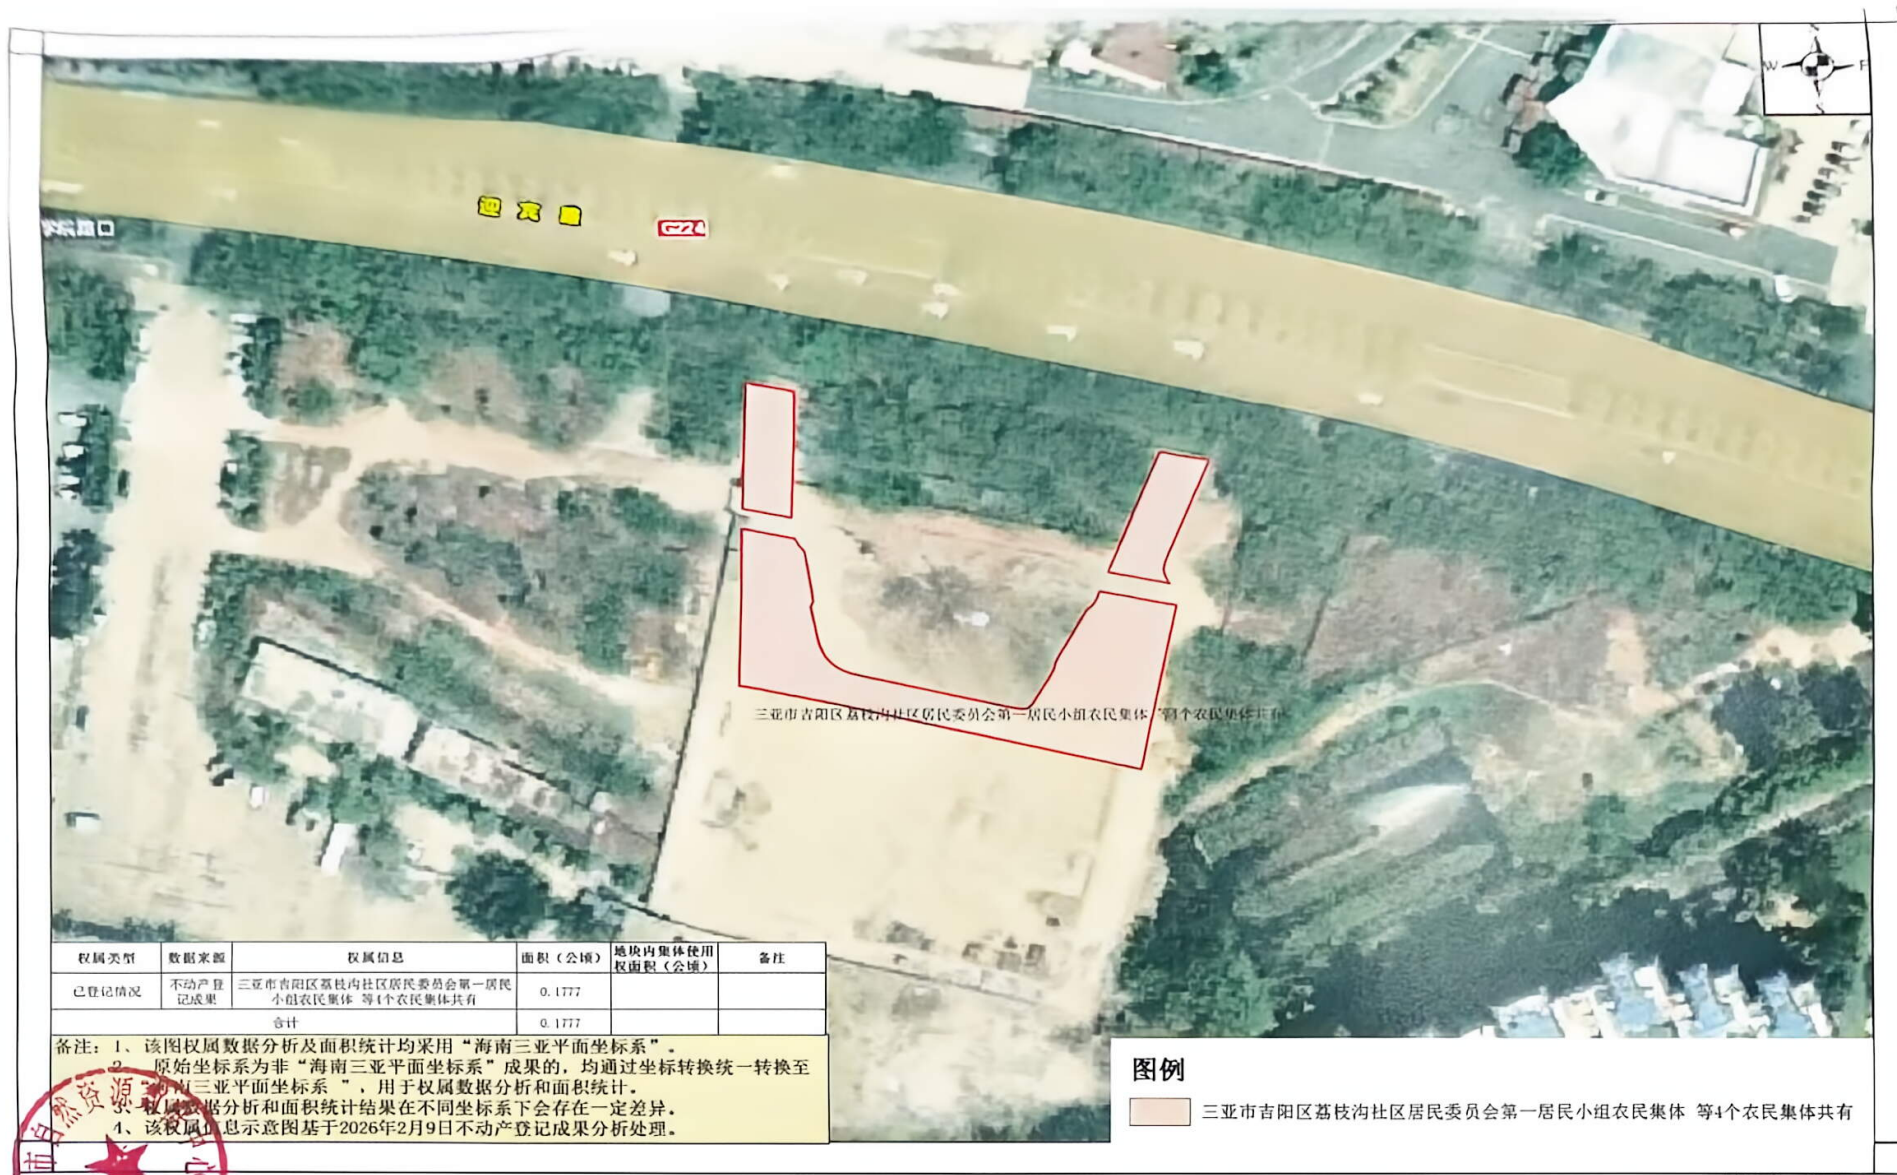 迎宾
W
三亚市吉阳区荔枝沟社区居民委员会第一居民小组农民集体 等4个农民集体共有
权属类型 数据来源 权属信息 面积（公顷） 地块内集体使用权面积（公顷） 备注
已登记情况 不动产登记成果 三亚市吉阳区荔枝沟社区居民委员会第一居民小组农民集体 等4个农民集体共有 0.1777
合计 0.1777
备注：1、该图权属数据分析及面积统计均采用“海南三亚平面坐标系”。
2、原始坐标系为非“海南三亚平面坐标系”成果的，均通过坐标转换统一转换至
“海南三亚平面坐标系 ”，用于权属数据分析和面积统计。
3、权属数据分析和面积统计结果在不同坐标系下会存在一定差异。
4、该权属信息示意图基于2026年2月9日不动产登记成果分析处理。
市自然资源
图例
三亚市吉阳区荔枝沟社区居民委员会第一居民小组农民集体 等4个农民集体共有